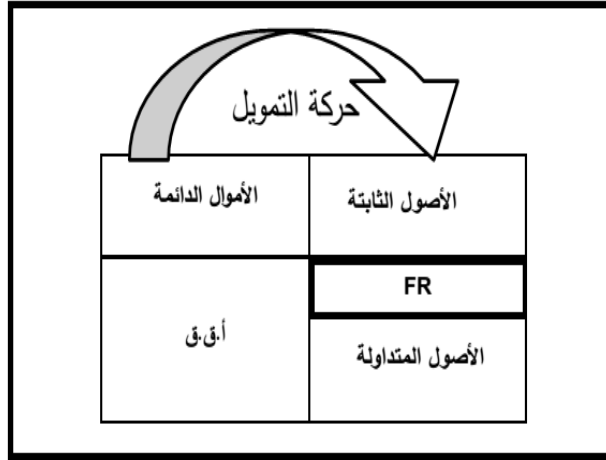 حركة التمويل
الأصول الثابتة
الأموال الدائمة
FR
أ.ق.ق
الأصول المتداولة